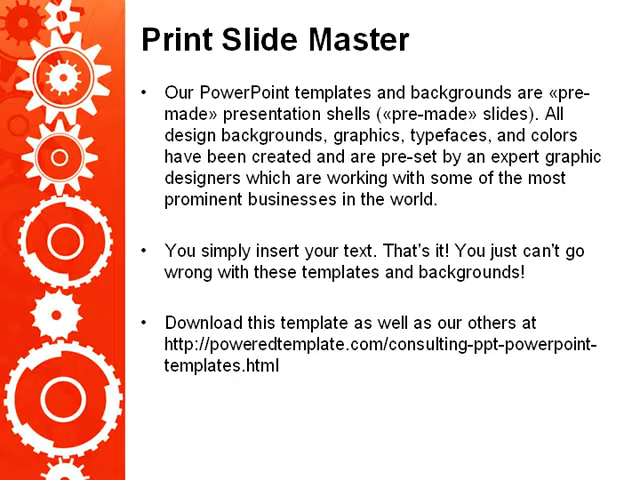 Print Slide Master
• Our PowerPoint templates and backgrounds are «pre-
made» presentation shells («pre-made» slides). All
design backgrounds, graphics, typefaces, and colors
have been created and are pre-set by an expert graphic
designers which are working with some of the most
prominent businesses in the world.
• You simply insert your text. That's it! You just can't go
wrong with these templates and backgrounds!
• Download this template as well as our others at
http://poweredtemplate.com/consulting-ppt-powerpoint-
templates.html